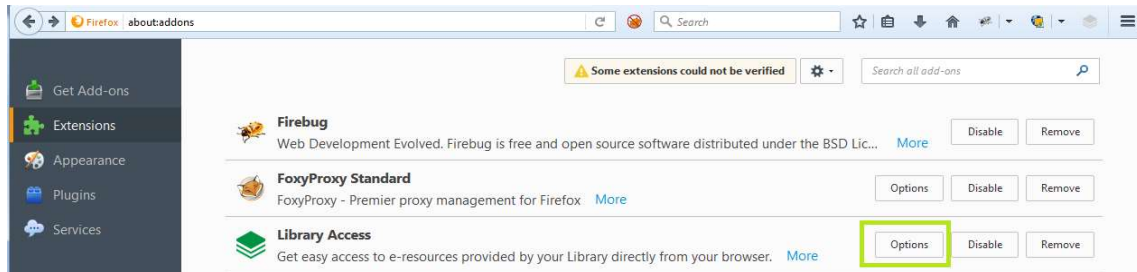 Firefox about:addons Search
Some extensions could not be verified Search all add-ons
Get Add-ons
Extensions
Appearance
Plugins
Services
Firebug
Web Development Evolved. Firebug is free and open source software distributed under the BSD Lic... More Disable Remove
FoxyProxy Standard
FoxyProxy - Premier proxy management for Firefox More Options Disable Remove
Library Access
Get easy access to e-resources provided by your Library directly from your browser. More Options Disable Remove